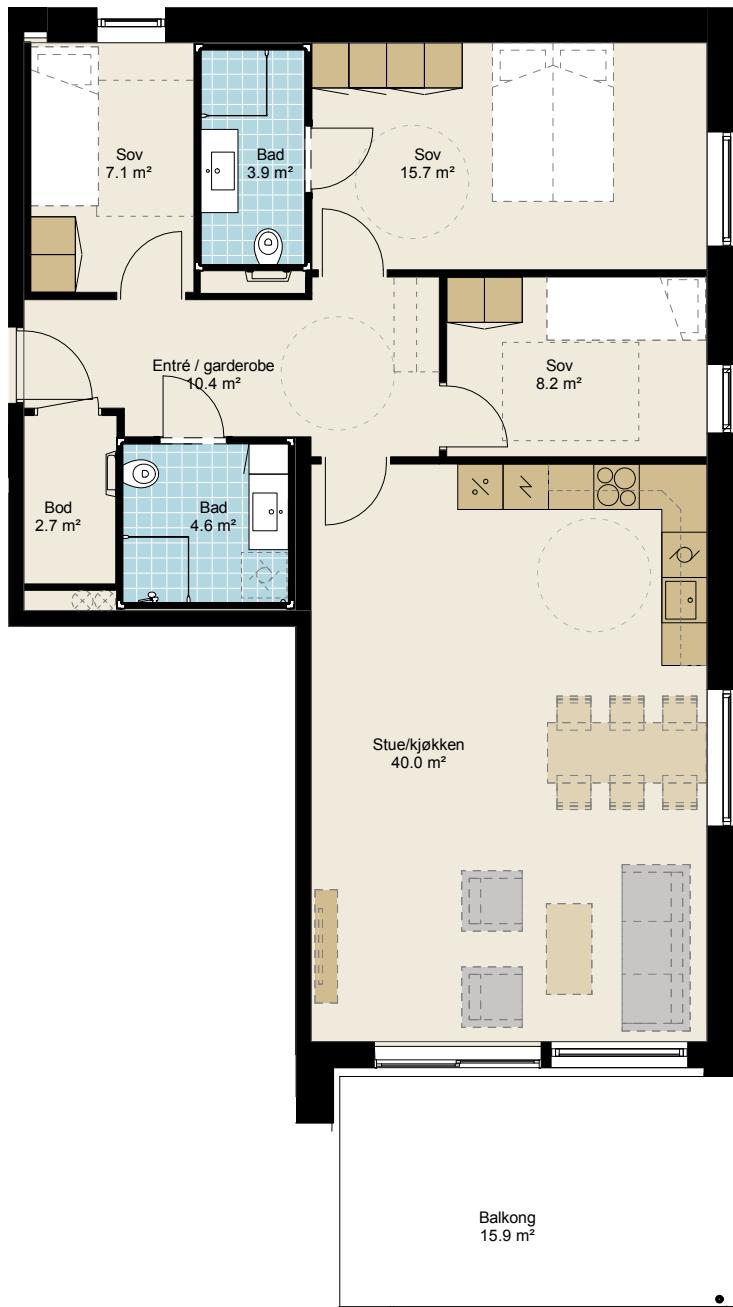 Sov
7.1 m²
Bad
3.9 m²
Sov
15.7 m²
Entré / garderobe
10.4 m²
Sov
8.2 m²
Bod
2.7 m²
Bad
4.6 m²
Stue/kjøkken
40.0 m²
Balkong
15.9 m²